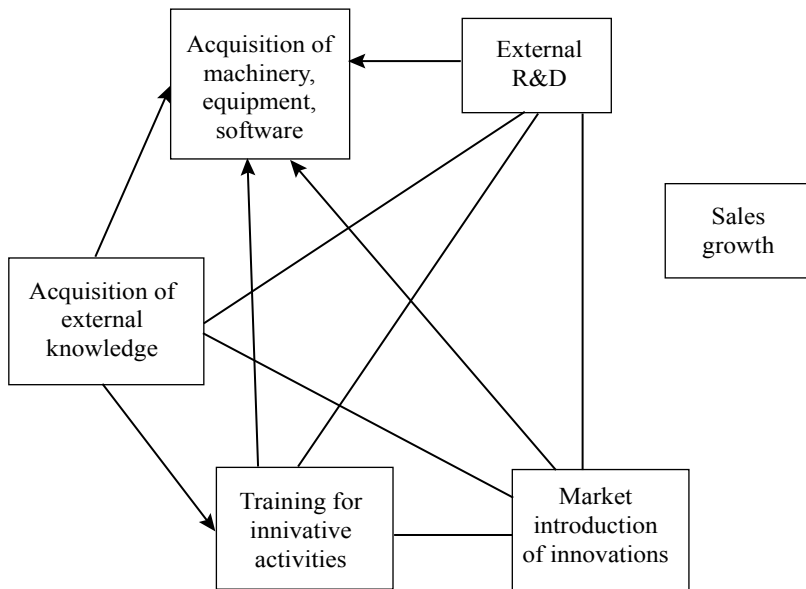 Acquisition of
machinery,
equipment,
software
External
R&D
Sales
growth
Acquisition of
external
knowledge
Training for
innivative
activities
Market
introduction
of innovations